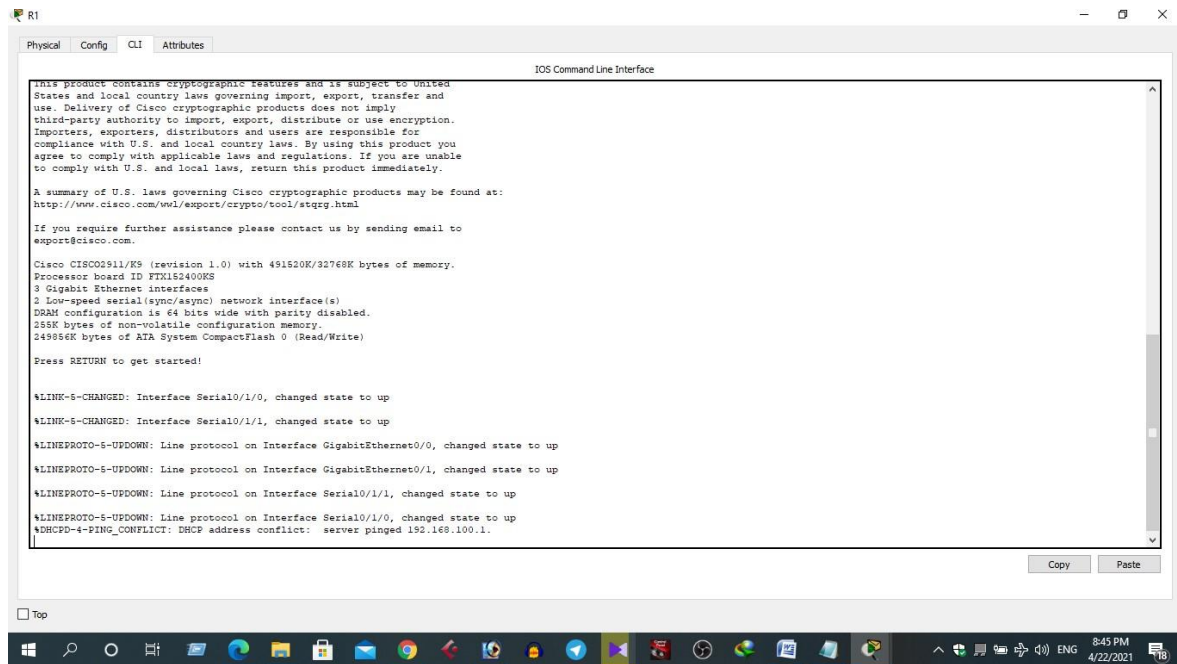 R1
Physical Config CLI Attributes
IOS Command Line Interface
This product contains cryptographic features and is subject to United
States and local country laws governing import, export, transfer and
use. Delivery of Cisco cryptographic products does not imply
third-party authority to import, export, distribute or use encryption.
Importers, exporters, distributors and users are responsible for
compliance with U.S. and local country laws. By using this product you
agree to comply with applicable laws and regulations. If you are unable
to comply with U.S. and local laws, return this product immediately.
A summary of U.S. laws governing Cisco cryptographic products may be found at:
http://www.cisco.com/wwl/export/crypto/tool/stqrg.html
If you require further assistance please contact us by sending email to
export@cisco.com.
Cisco CISCO2911/K9 (revision 1.0) with 491520K/32768K bytes of memory.
Processor board ID FTX152400KS
3 Gigabit Ethernet interfaces
2 Low-speed serial(sync/async) network interface(s)
DRAM configuration is 64 bits wide with parity disabled.
255K bytes of non-volatile configuration memory.
249856K bytes of ATA System CompactFlash 0 (Read/Write)
Press RETURN to get started!
%LINK-5-CHANGED: Interface Serial0/1/0, changed state to up
%LINK-5-CHANGED: Interface Serial0/1/1, changed state to up
%LINEPROTO-5-UPDOWN: Line protocol on Interface GigabitEthernet0/0, changed state to up
%LINEPROTO-5-UPDOWN: Line protocol on Interface GigabitEthernet0/1, changed state to up
%LINEPROTO-5-UPDOWN: Line protocol on Interface Serial0/1/1, changed state to up
%LINEPROTO-5-UPDOWN: Line protocol on Interface Serial0/1/0, changed state to up
%DHCPD-4-PING_CONFLICT: DHCP address conflict: server pinged 192.168.100.1.
Copy Paste
Top
ENG
8:45 PM
4/22/2021
18